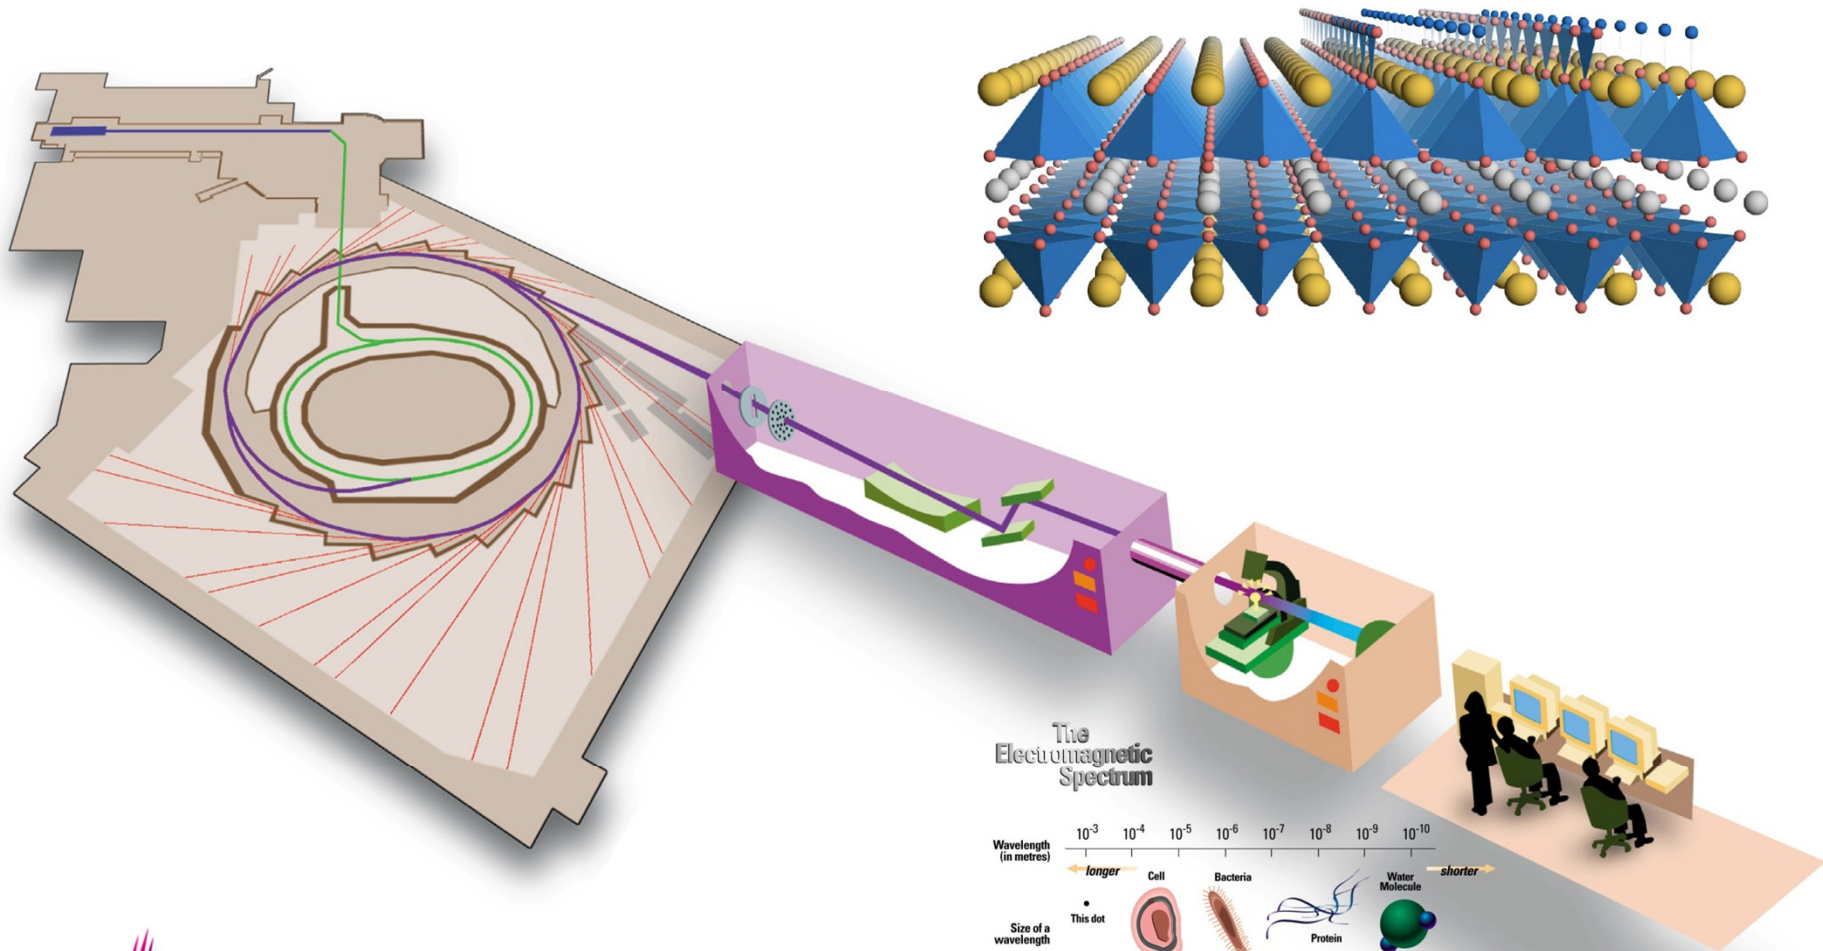 The
Electromagnetic
Spectrum
Wavelength
(in metres)
10-3 10-4 10-5 10-6 10-7 10-8 10-9 10-10
longer
shorter
Cell
Bacteria
Water
Molecule
This dot
Protein
Size of a
wavelength